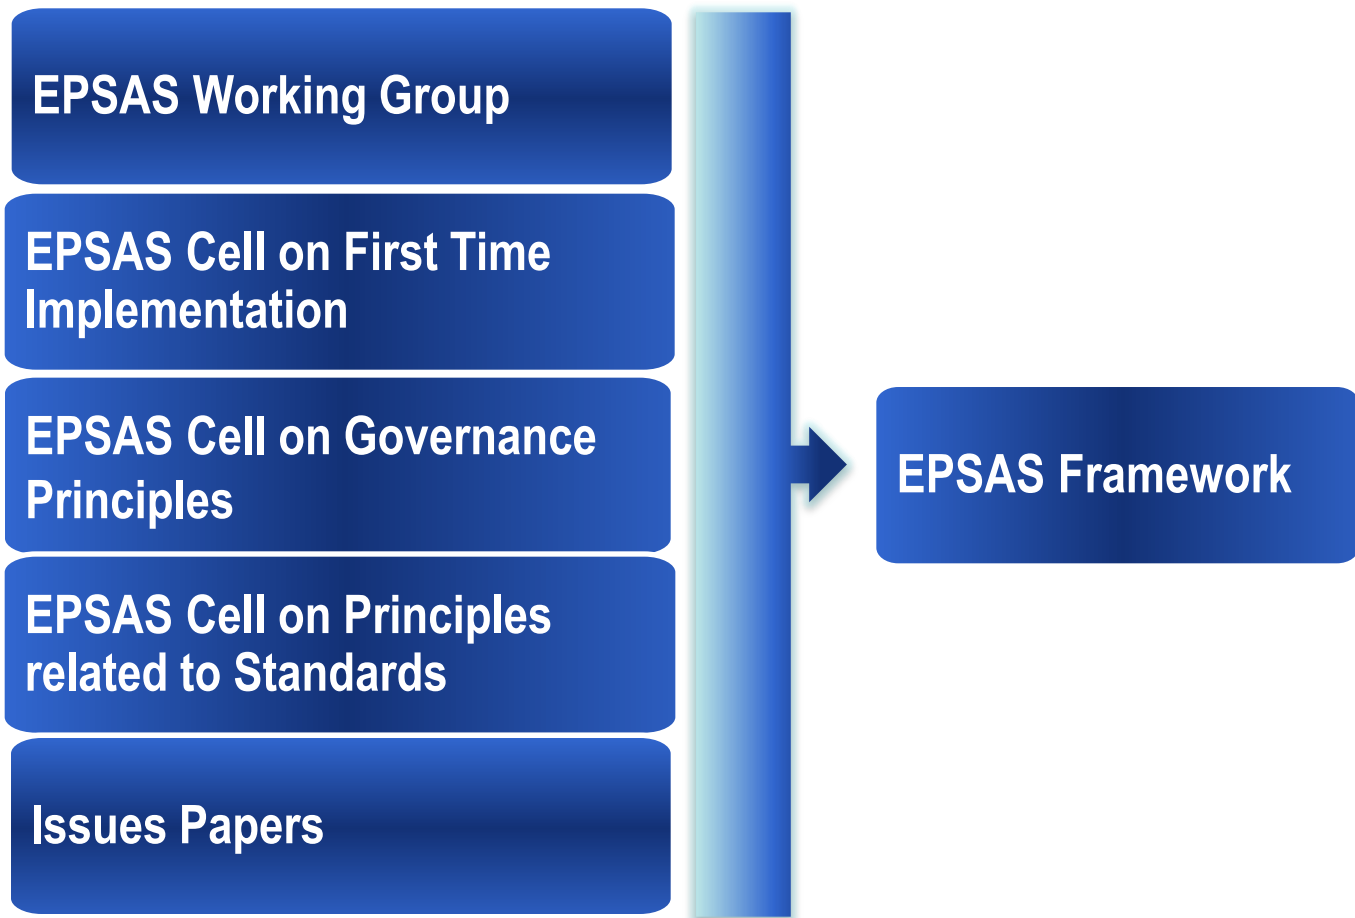 EPSAS Working Group
EPSAS Cell on First Time
Implementation
EPSAS Cell on Governance
Principles
EPSAS Cell on Principles
related to Standards
Issues Papers
EPSAS Framework